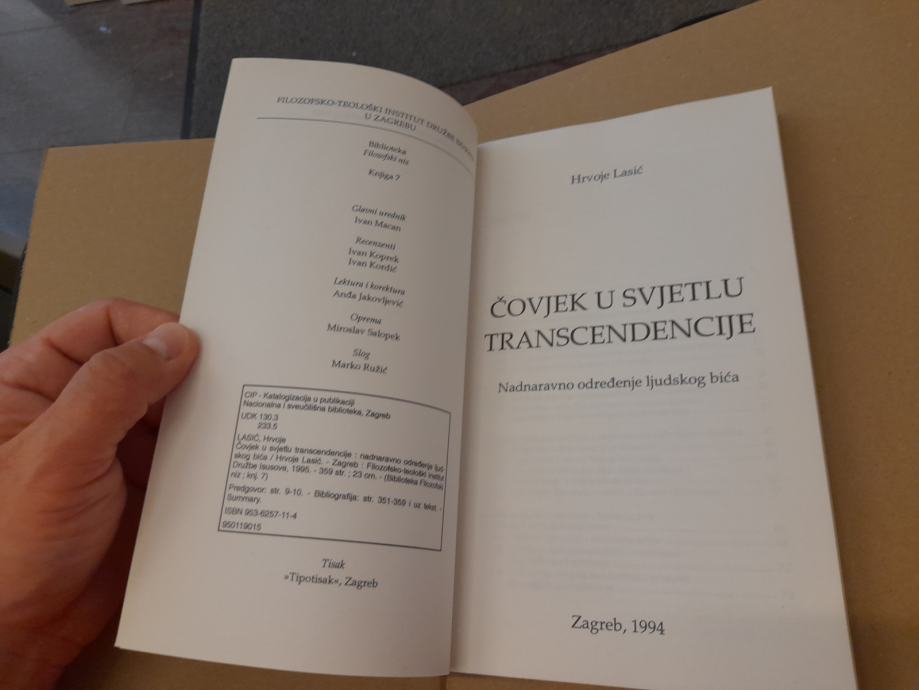 FILOZOFSKO-TEOLOŠKI INSTITUT DRUŽBE
U ZAGREBU
Biblioteka
Filozofski niz
Knjiga 7
Glavni urednik
Ivan Macan
Recenzenti
Ivan Koprek
Ivan Kordić
Lektura i korektura
Anđa Jakovljević
Oprema
Miroslav Salopek
Slog
Marko Ružić
CIP - Katalogizacija u publikaciji
Nacionalna i sveučilišna biblioteka, Zagreb
UDK 130.3
233.5
LASIĆ, Hrvoje
Čovjek u svjetlu transcendencije : nadnaravno određenje ljud-
skog bića / Hrvoje Lasić. - Zagreb : Filozofsko-teološki institut
Družbe Isusove, 1995. - 359 str. ; 23 cm. - (Biblioteka Filozofski
niz ; knj. 7)
Predgovor: str. 9-10. - Bibliografija: str. 351-359 i uz tekst. -
Summary.
ISBN 953-6257-11-4
950119015
Tisak
»Tipotisak«, Zagreb
Hrvoje Lasić
ČOVJEK U SVJETLU
TRANSCENDENCIJE
Nadnaravno određenje ljudskog bića
Zagreb, 1994